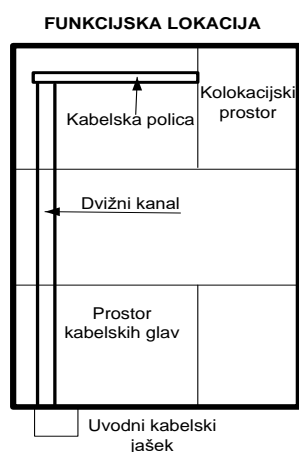 FUNKCIJSKA LOKACIJA
Kolokacijski
prostor
Kabelska polica
Dvižni kanal
Prostor
kabelskih glav
Uvodni kabelski
jašek